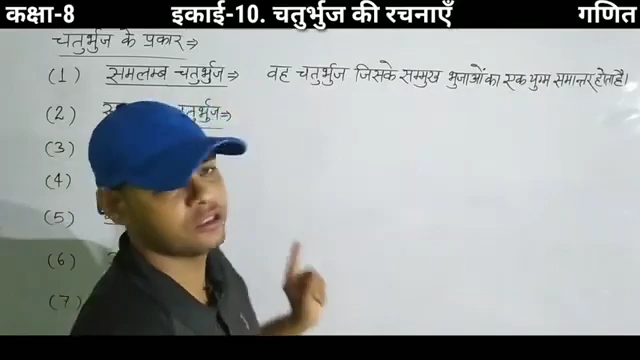 कक्षा-8 इकाई-10. चतुर्भुज की रचनाएँ गणित
चतुर्भुज के प्रकार ⇒
(1) समलम्ब चतुर्भुज ⇒ वह चतुर्भुज जिसके सम्मुख भुजाओं का एक युग्म समान्तर होता है।
(2) चतुर्भुज ⇒
(3)
(4)
(5)
(6)
(7)